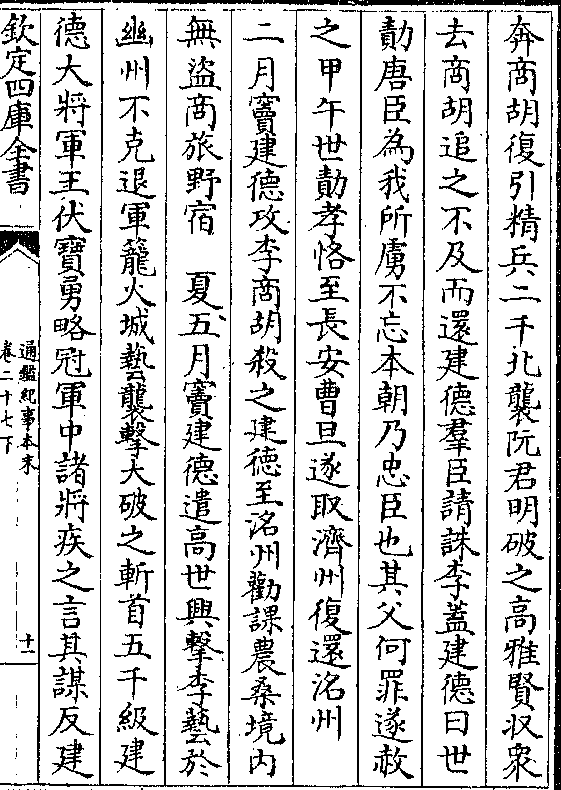 奔商胡復引精兵二千北襲阮君明破之高雅賢収衆
去商胡追之不及而還建德羣臣請誅李蓋建德曰世
勣唐臣為我所虜不忘本朝乃忠臣也其父何罪遂赦
之甲午世勣孝恪至長安曹旦遂取濟州復還洺州
二月竇建德攻李商胡殺之建德至洺州勸課農桑境内
無盜商旅野宿　夏五月竇建德遣高世興擊李藝於
幽州不克退軍籠火城藝襲擊大破之斬首五千級建
德大將軍王伏寶勇略冠軍中諸將疾之言其謀反建
欽定四庫全書
通鑑紀事本末
卷二十七下
十一